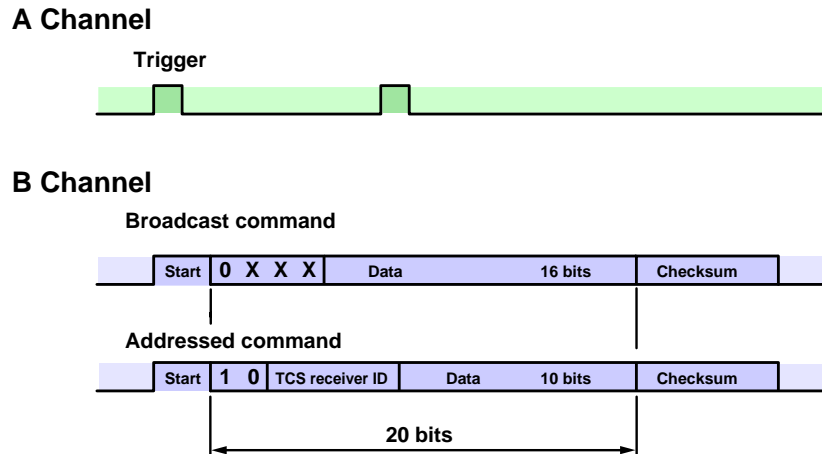 A Channel
Trigger
B Channel
Broadcast command
Start 0 X X X Data 16 bits Checksum
Addressed command
Start 1 0 TCS receiver ID Data 10 bits Checksum
20 bits